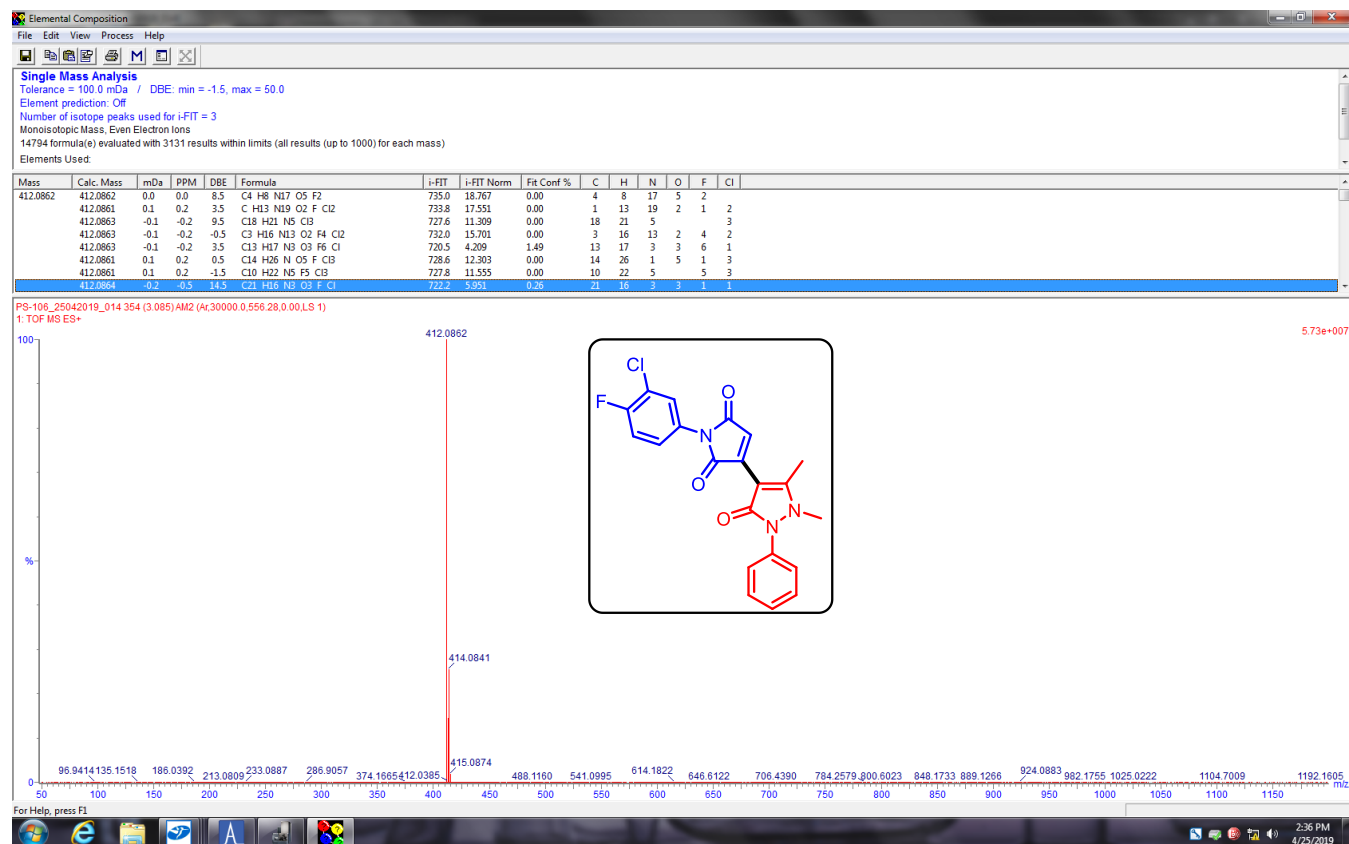 Elemental Composition
File Edit View Process Help
Single Mass Analysis
Tolerance = 100.0 mDa / DBE: min = -1.5, max = 50.0
Element prediction: Off
Number of isotope peaks used for i-FIT = 3
Monoisotopic Mass, Even Electron Ions
14794 formula(e) evaluated with 3131 results within limits (all results (up to 1000) for each mass)
Elements Used:
Mass Calc. Mass mDa PPM DBE Formula i-FIT i-FIT Norm Fit Conf % C H N O F Cl
412.0862 412.0862 0.0 0.0 8.5 C4 H8 N17 O5 F2 735.0 18.767 0.00 4 8 17 5 2
412.0861 0.1 0.2 3.5 C H13 N19 O2 F Cl2 733.8 17.551 0.00 1 13 19 2 1 2
412.0863 -0.1 -0.2 9.5 C18 H21 N5 Cl3 727.6 11.309 0.00 18 21 5 3
412.0863 -0.1 -0.2 -0.5 C3 H16 N13 O2 F4 Cl2 732.0 15.701 0.00 3 16 13 2 4 2
412.0863 -0.1 -0.2 3.5 C13 H17 N3 O3 F6 Cl 720.5 4.209 1.49 13 17 3 3 6 1
412.0861 0.1 0.2 0.5 C14 H26 N O5 F Cl3 728.6 12.303 0.00 14 26 1 5 1 3
412.0861 0.1 0.2 -1.5 C10 H22 N5 F5 Cl3 727.8 11.555 0.00 10 22 5 5 3
412.0864 -0.2 -0.5 14.5 C21 H16 N3 O3 F Cl 722.2 5.951 0.26 21 16 3 3 1 1
PS-106_25042019_014 354 (3.085) AM2 (Ar,30000.0,556.28,0.00,LS 1)
1: TOF MS ES+
5.73e+007
412.0862
100
Cl
O
F
N
O
O
N
N
%
414.0841
415.0874
96.9414 135.1518 186.0392 213.0809 233.0887 286.9057 374.1665 412.0385 488.1160 541.0995 614.1822 646.6122 706.4390 784.2579 800.6023 848.1733 889.1266 924.0883 982.1755 1025.0222 1104.7009 1192.1605
0
m/z
50 100 150 200 250 300 350 400 450 500 550 600 650 700 750 800 850 900 950 1000 1050 1100 1150
For Help, press F1
2:36 PM
4/25/2019